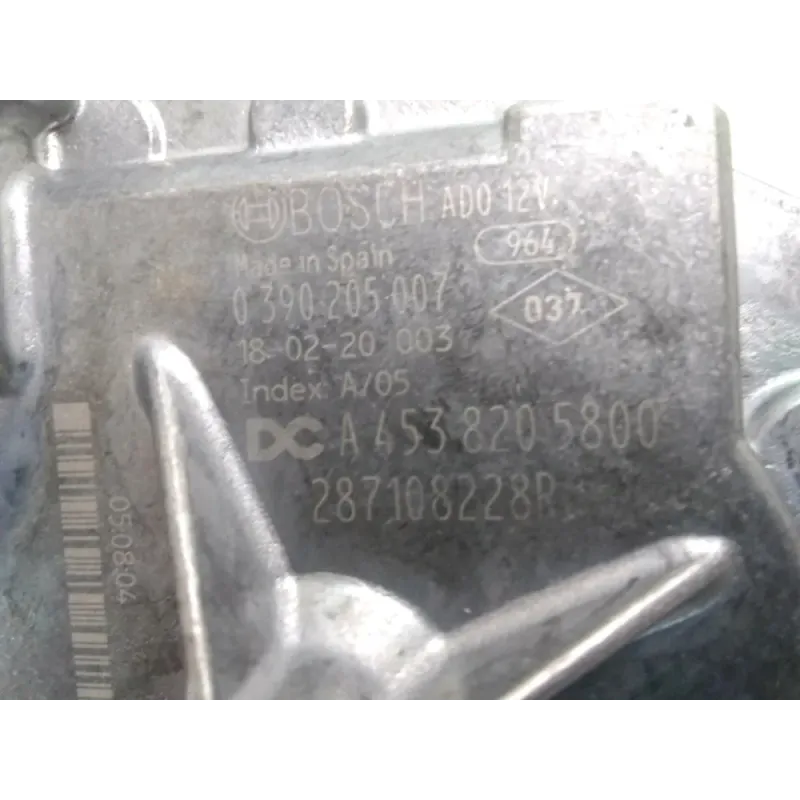 BOSCH ADO 12V.
964
Made in Spain
0 390 205 007
037
18-02-20 003
Index A/05
DC A 453 820 5800
287108228R
050804